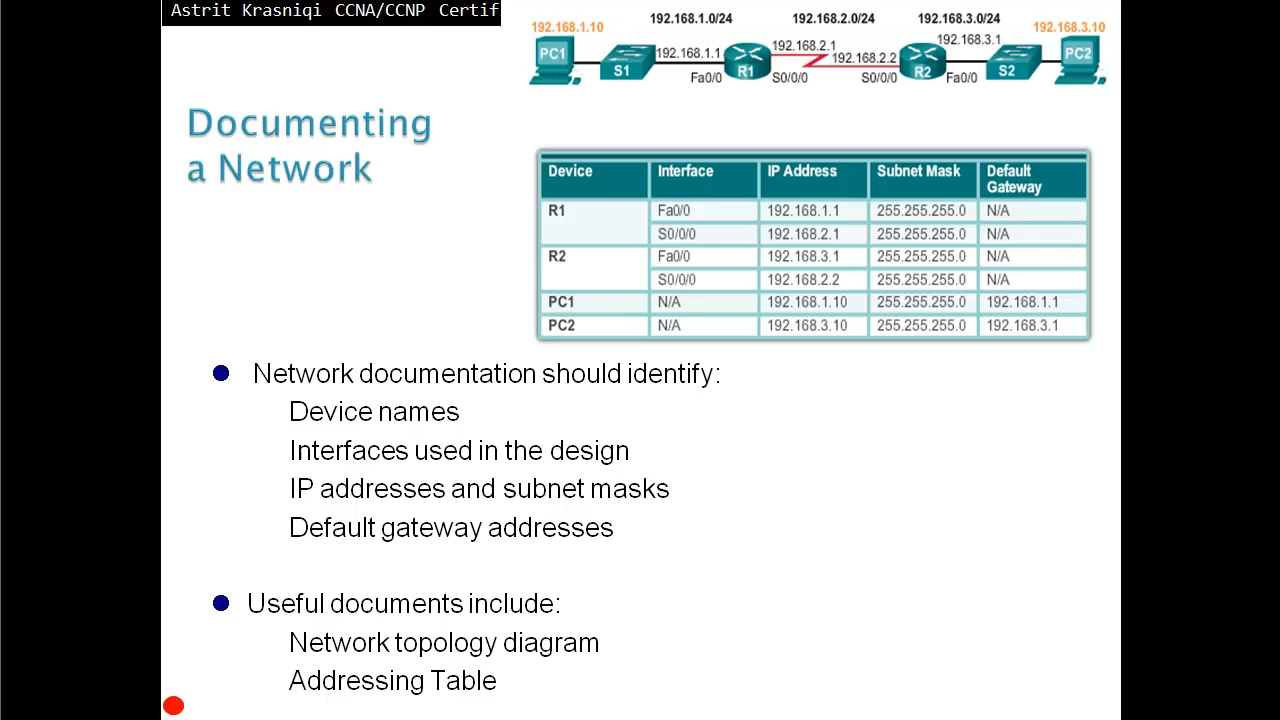 Astrit Krasniqi CCNA/CCNP Certif
192.168.1.0/24 192.168.2.0/24 192.168.3.0/24
192.168.1.10 192.168.3.10
192.168.1.1 192.168.2.1 192.168.2.2 192.168.3.1
PC1 S1 R1 R2 S2 PC2
Fa0/0 S0/0/0 S0/0/0 Fa0/0
Documenting
a Network
Device Interface IP Address Subnet Mask Default
Gateway
R1 Fa0/0 192.168.1.1 255.255.255.0 N/A
S0/0/0 192.168.2.1 255.255.255.0 N/A
R2 Fa0/0 192.168.3.1 255.255.255.0 N/A
S0/0/0 192.168.2.2 255.255.255.0 N/A
PC1 N/A 192.168.1.10 255.255.255.0 192.168.1.1
PC2 N/A 192.168.3.10 255.255.255.0 192.168.3.1
Network documentation should identify:
Device names
Interfaces used in the design
IP addresses and subnet masks
Default gateway addresses
Useful documents include:
Network topology diagram
Addressing Table